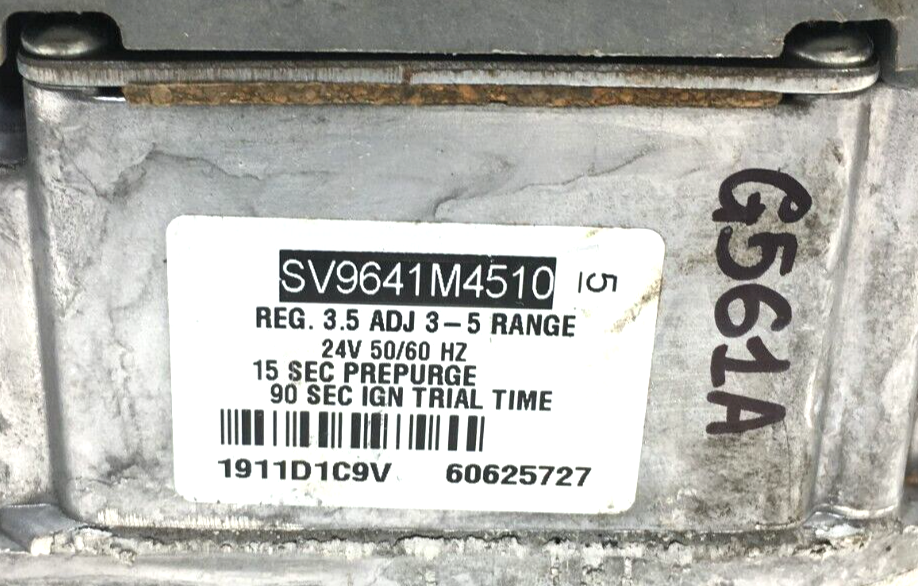 SV9641M4510 5
REG. 3.5 ADJ 3-5 RANGE
24V 50/60 HZ
15 SEC PREPURGE
90 SEC IGN TRIAL TIME
1911D1C9V 60625727
G561A